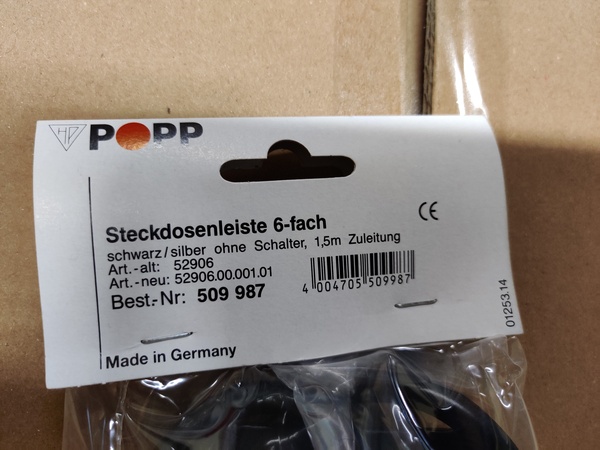 HP POPP
Steckdosenleiste 6-fach
schwarz/silber ohne Schalter, 1,5m Zuleitung
Art.-alt: 52906
Art.-neu: 52906.00.001.01
Best.-Nr: 509 987
4 004705 509987
CE
01253.14
Made in Germany